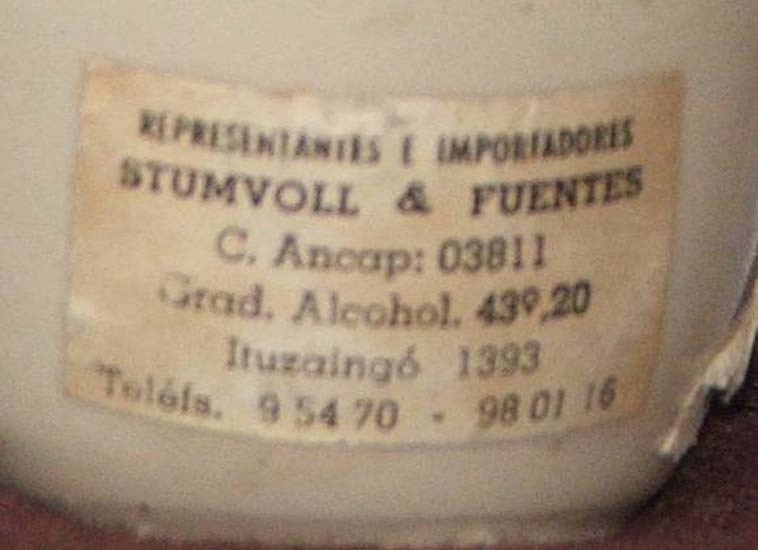 REPRESENTANTES E IMPORTADORES
STUMVOLL & FUENTES
C. Ancap: 03811
Grad. Alcohol. 43º,20
Ituzaingó 1393
Teléfs. 9 54 70 - 98 01 16